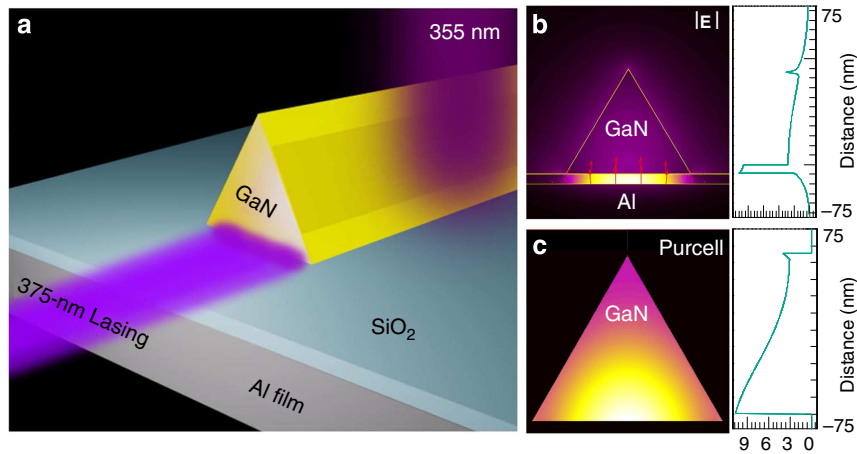 a
355 nm
GaN
375-nm Lasing
SiO₂
Al film
b
|E|
GaN
Al
75
Distance (nm)
–75
c
Purcell
GaN
75
Distance (nm)
–75
9 6 3 0